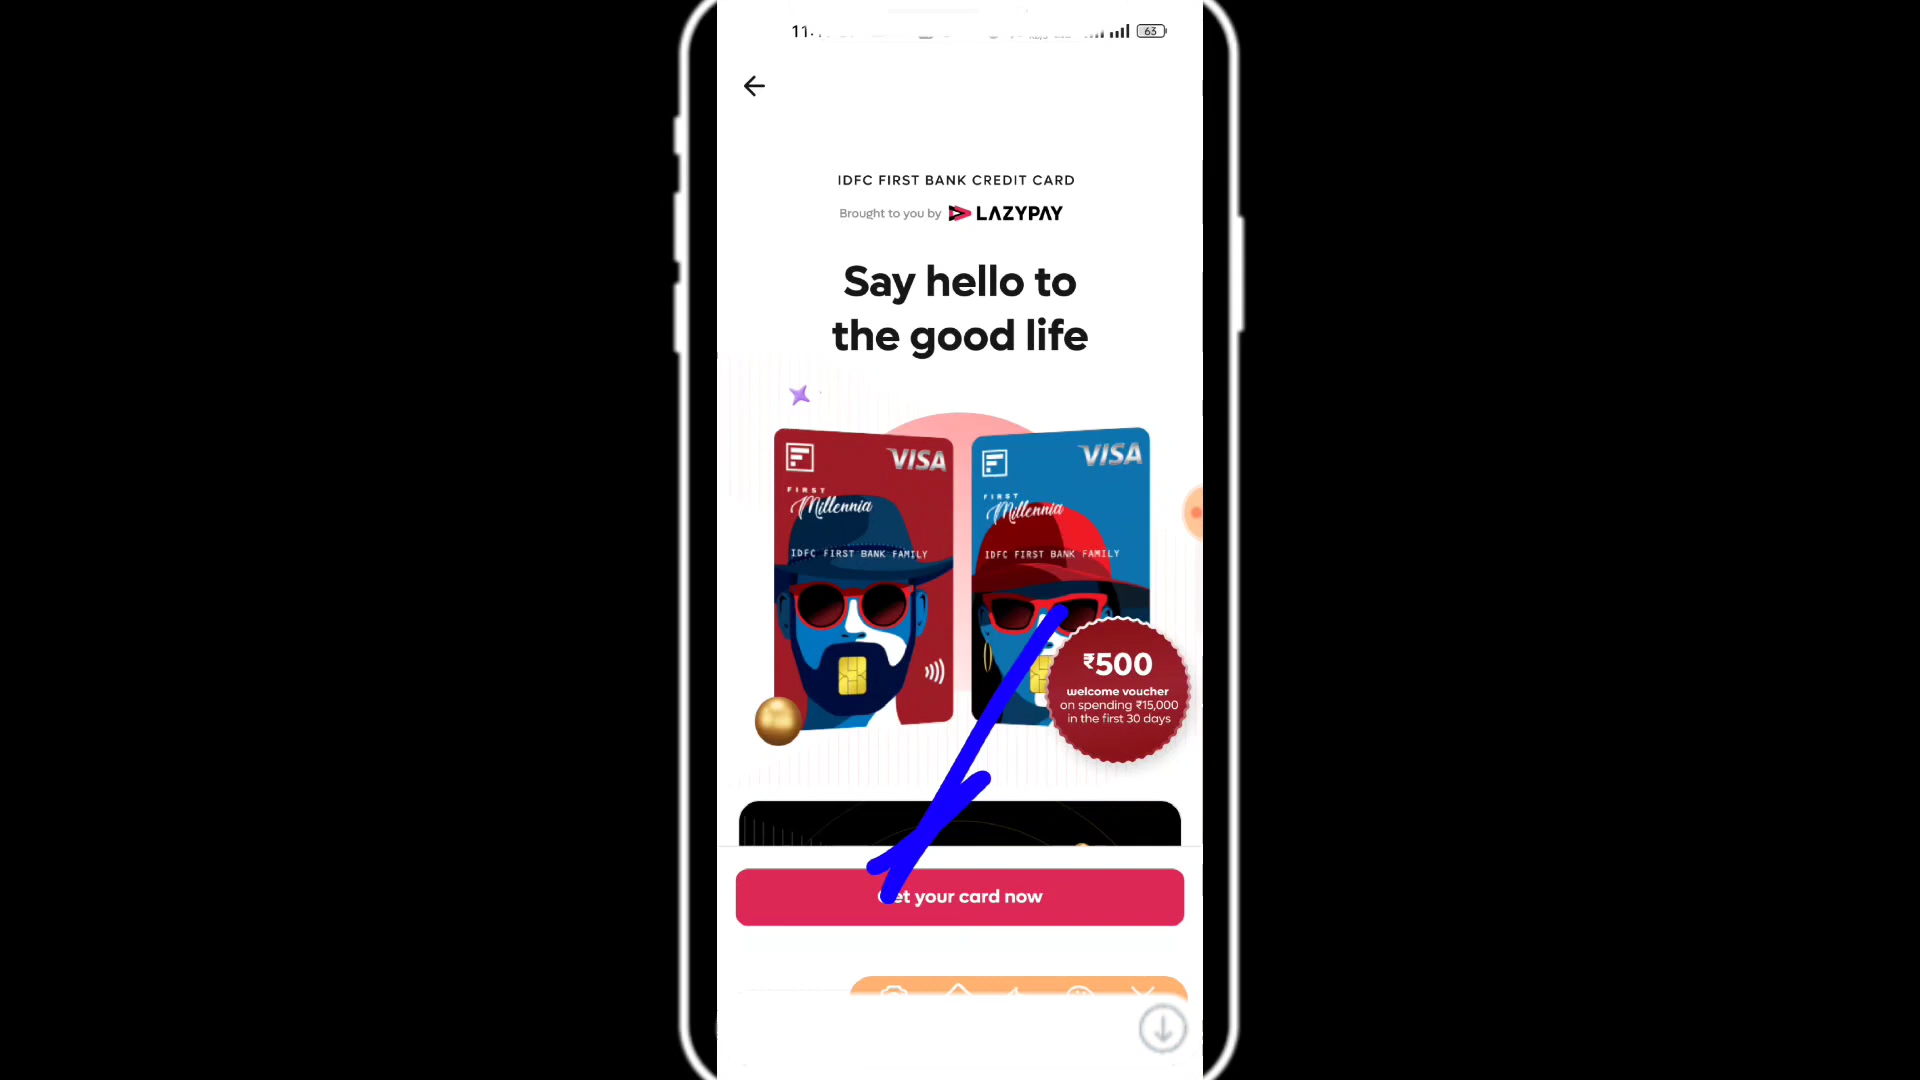 63
IDFC FIRST BANK CREDIT CARD
Brought to you by LAZYPAY
Say hello to
the good life
VISA
FIRST
Millennia
IDFC FIRST BANK FAMILY
VISA
FIRST
Millennia
IDFC FIRST BANK FAMILY
₹500
welcome voucher
on spending ₹15,000
in the first 30 days
your card now